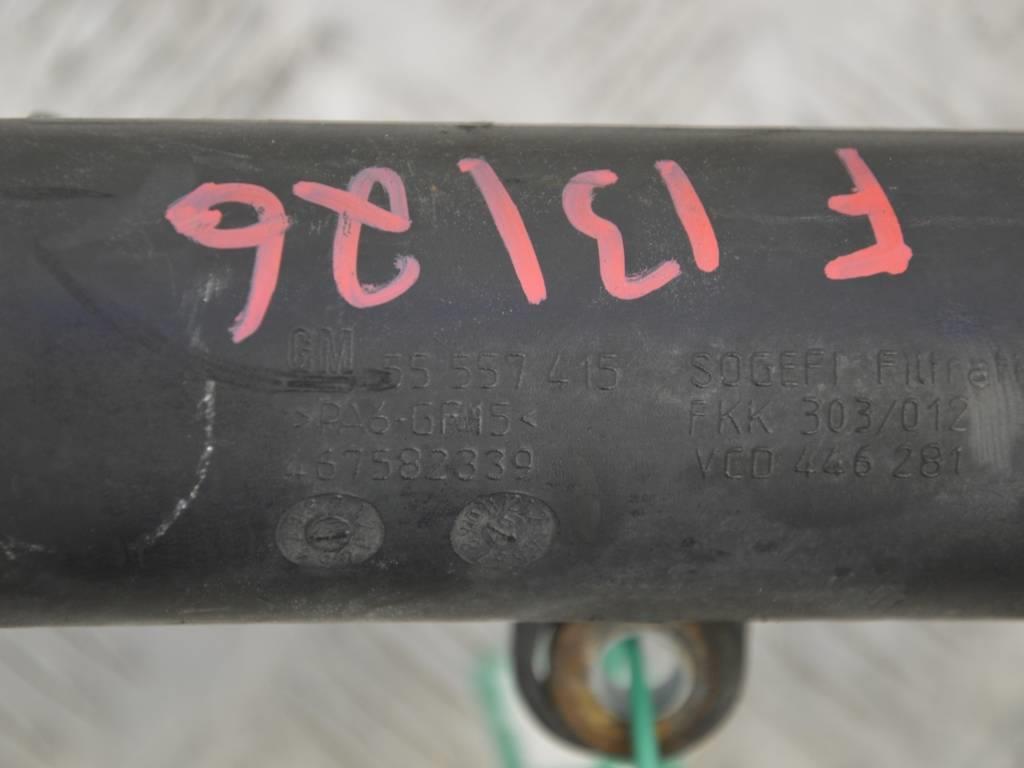 F13126
GM 55 557 415
>PA6-GF15<
467582339
SOGEFI Filtrati
FKK 303/012
VCD 446 281